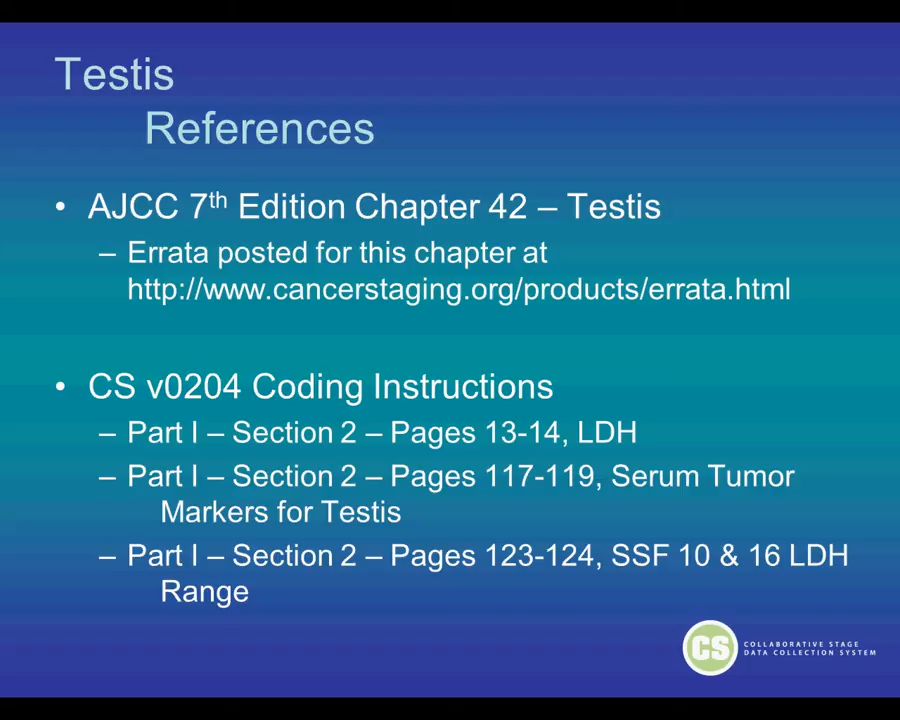 Testis
References
• AJCC 7th Edition Chapter 42 – Testis
– Errata posted for this chapter at
http://www.cancerstaging.org/products/errata.html
• CS v0204 Coding Instructions
– Part I – Section 2 – Pages 13-14, LDH
– Part I – Section 2 – Pages 117-119, Serum Tumor
Markers for Testis
– Part I – Section 2 – Pages 123-124, SSF 10 & 16 LDH
Range
CS
COLLABORATIVE STAGE
DATA COLLECTION SYSTEM